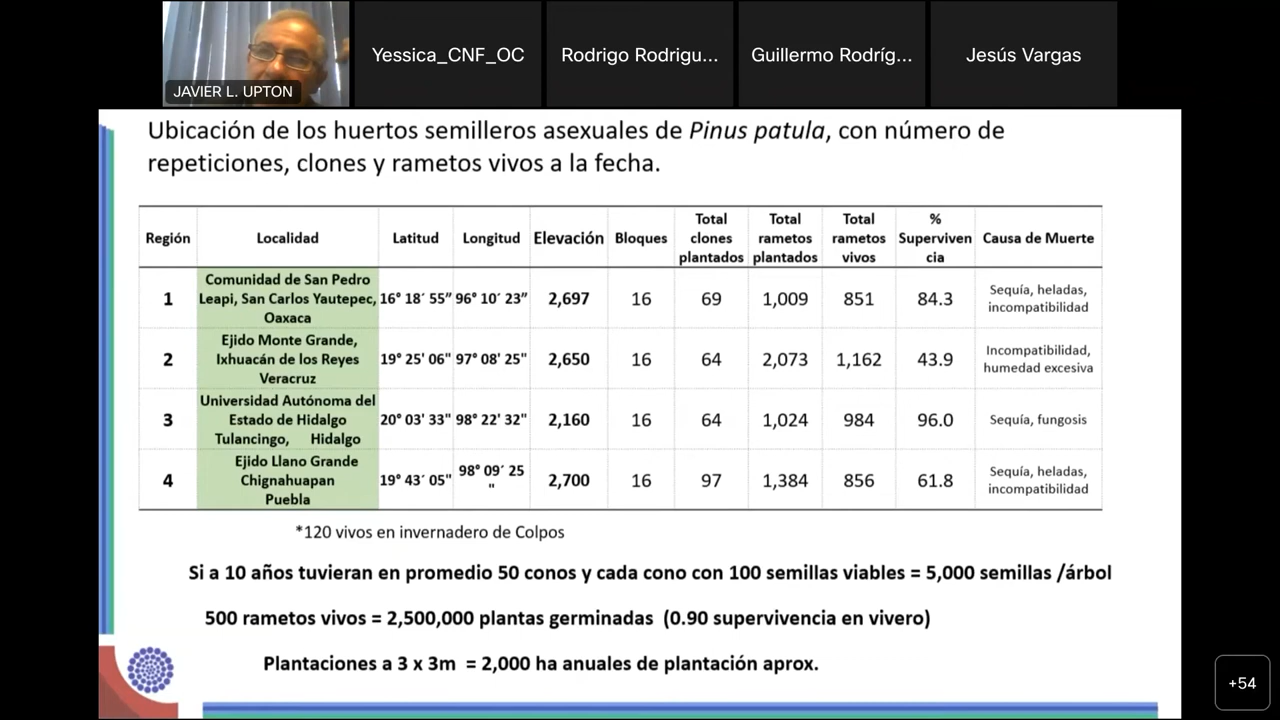 JAVIER L. UPTON
Yessica_CNF_OC
Rodrigo Rodrigu...
Guillermo Rodríg...
Jesús Vargas
Ubicación de los huertos semilleros asexuales de Pinus patula, con número de
repeticiones, clones y rametos vivos a la fecha.
Región Localidad Latitud Longitud Elevación Bloques Total clones plantados Total rametos plantados Total rametos vivos % Superviven cia Causa de Muerte
1 Comunidad de San Pedro Leapi, San Carlos Yautepec, Oaxaca 16° 18´ 55” 96° 10´ 23” 2,697 16 69 1,009 851 84.3 Sequía, heladas, incompatibilidad
2 Ejido Monte Grande, Ixhuacán de los Reyes Veracruz 19° 25' 06" 97° 08' 25" 2,650 16 64 2,073 1,162 43.9 Incompatibilidad, humedad excesiva
3 Universidad Autónoma del Estado de Hidalgo Tulancingo, Hidalgo 20° 03' 33" 98° 22' 32" 2,160 16 64 1,024 984 96.0 Sequía, fungosis
4 Ejido Llano Grande Chignahuapan Puebla 19° 43´ 05" 98° 09´ 25 " 2,700 16 97 1,384 856 61.8 Sequía, heladas, incompatibilidad
*120 vivos en invernadero de Colpos
Si a 10 años tuvieran en promedio 50 conos y cada cono con 100 semillas viables = 5,000 semillas /árbol
500 rametos vivos = 2,500,000 plantas germinadas (0.90 supervivencia en vivero)
Plantaciones a 3 x 3m = 2,000 ha anuales de plantación aprox.
+54